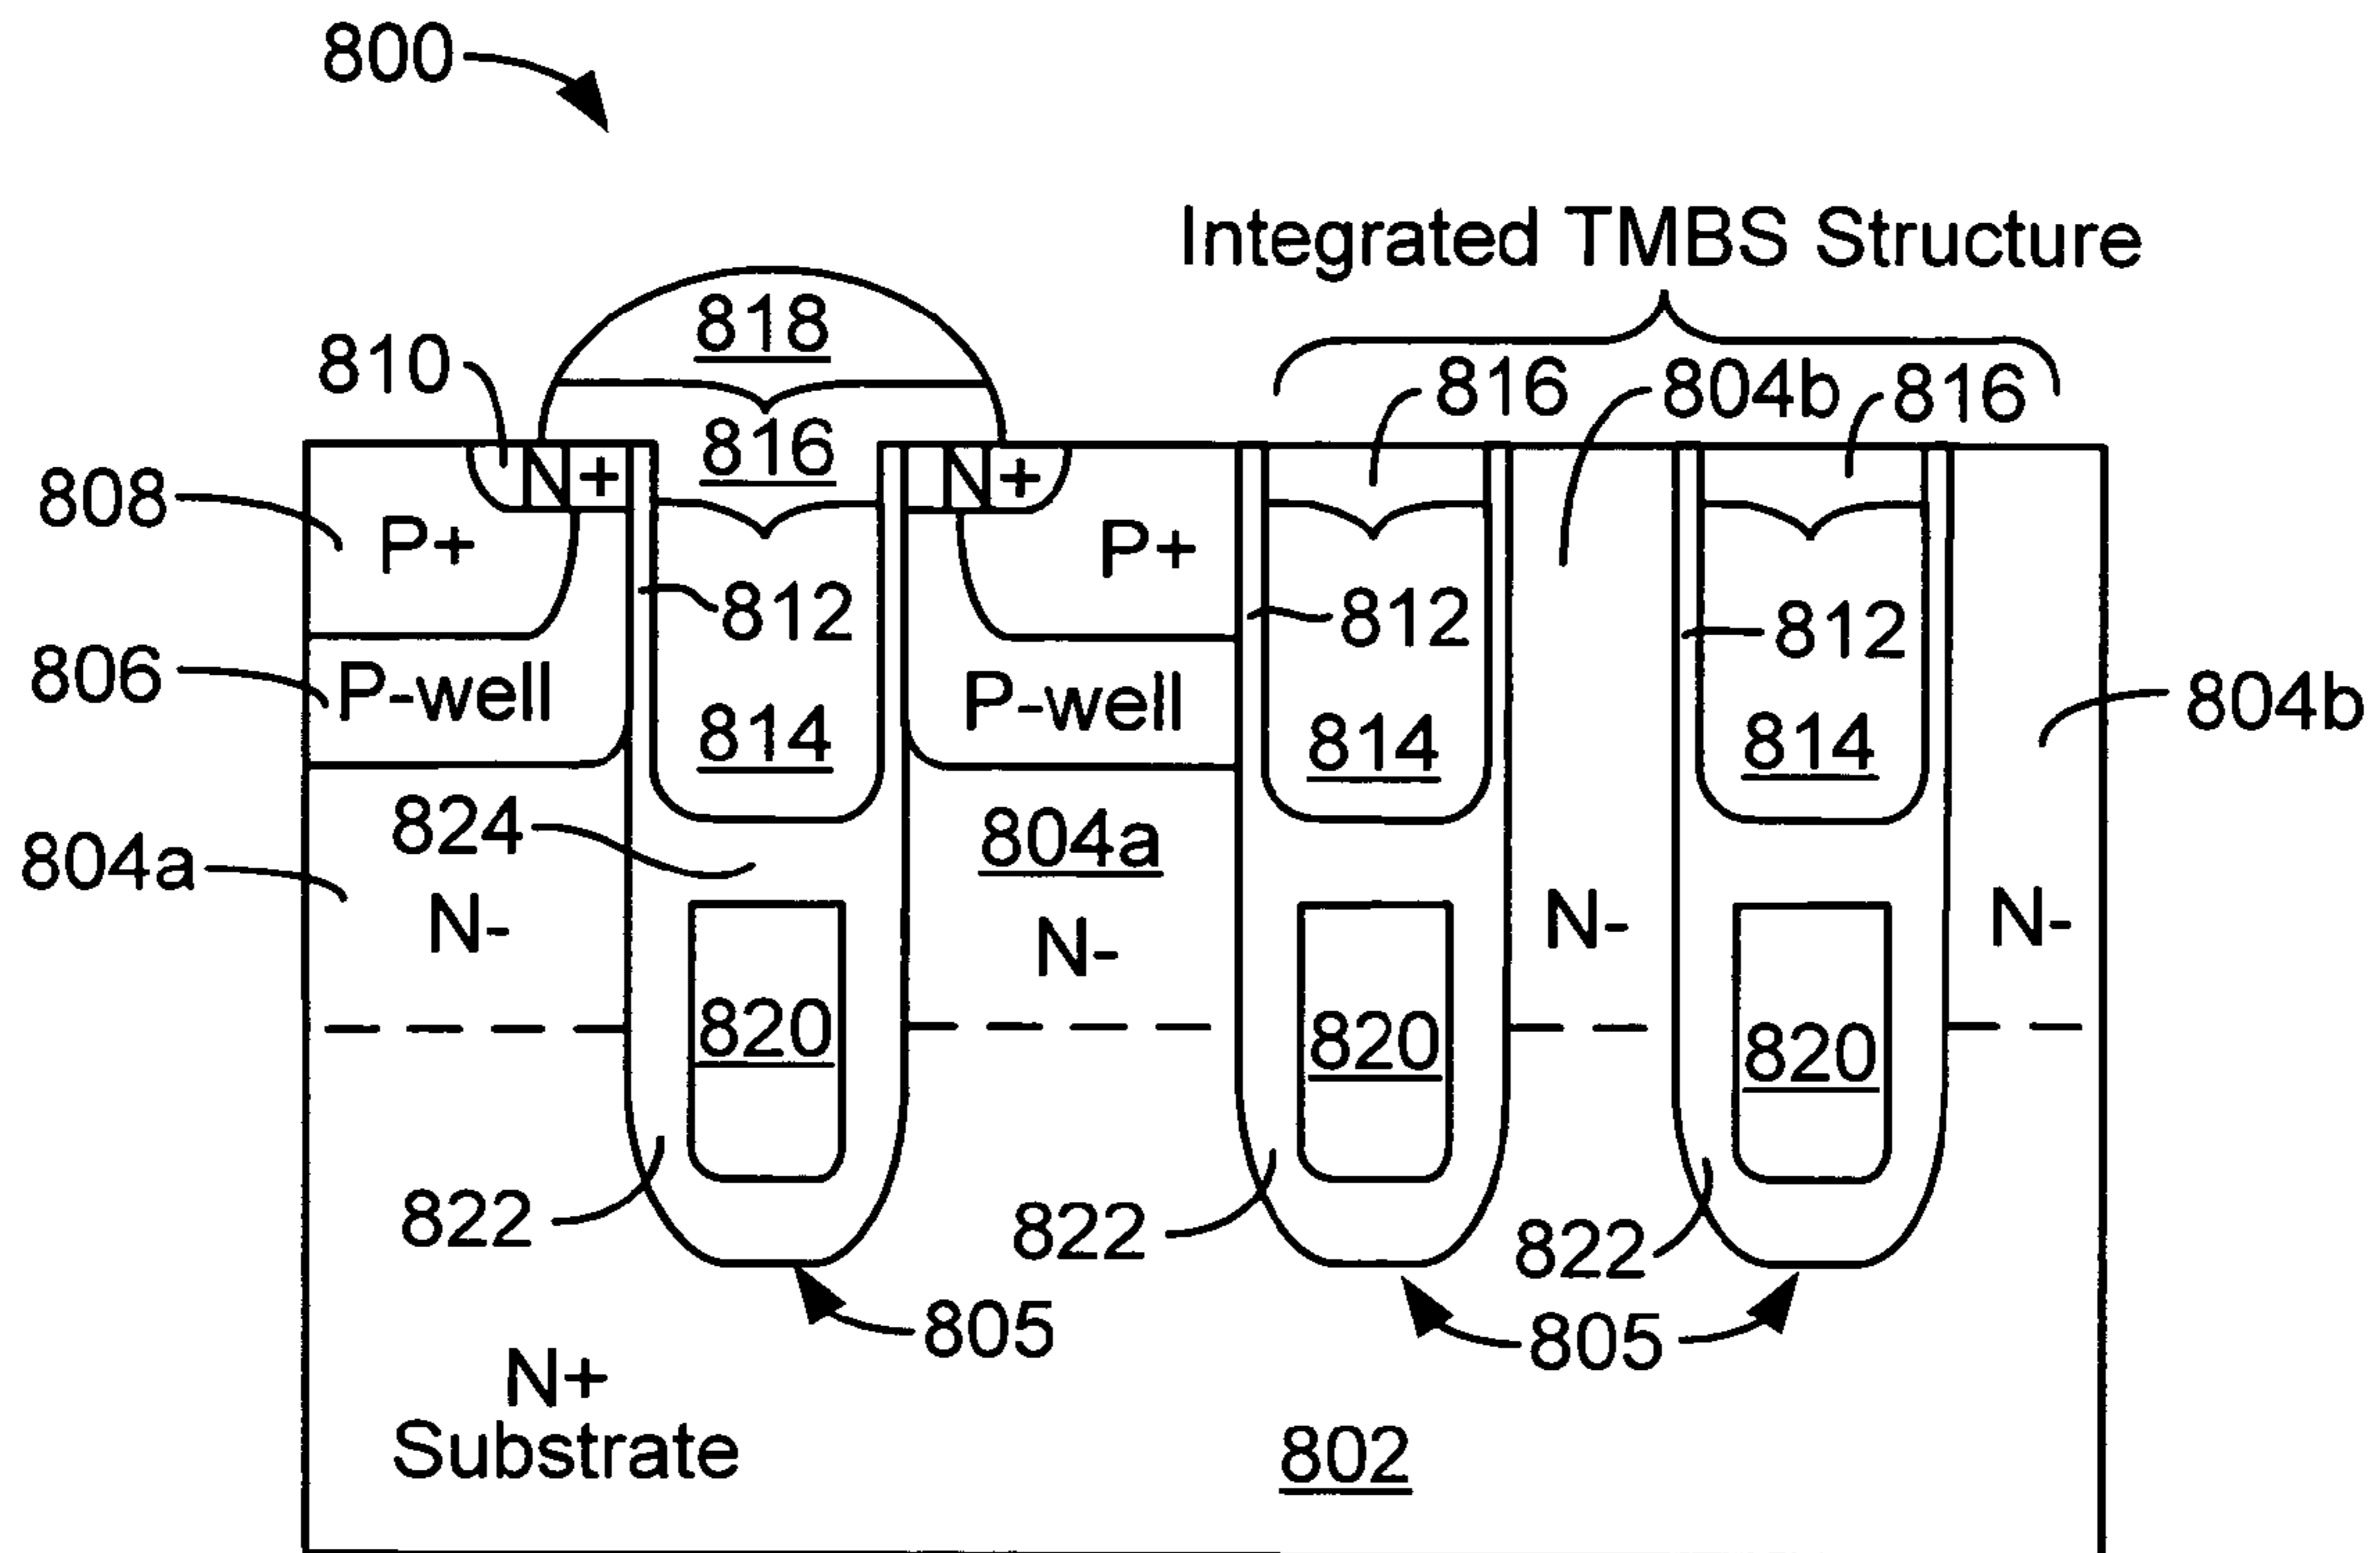 800
Integrated TMBS Structure
818
810
816
804b
816
816
N+
N+
808
P+
P+
812
812
812
806
P-well
P-well
804b
814
814
814
824
804a
804a
N-
N-
N-
N-
820
820
820
822
822
822
805
805
N+
Substrate
802